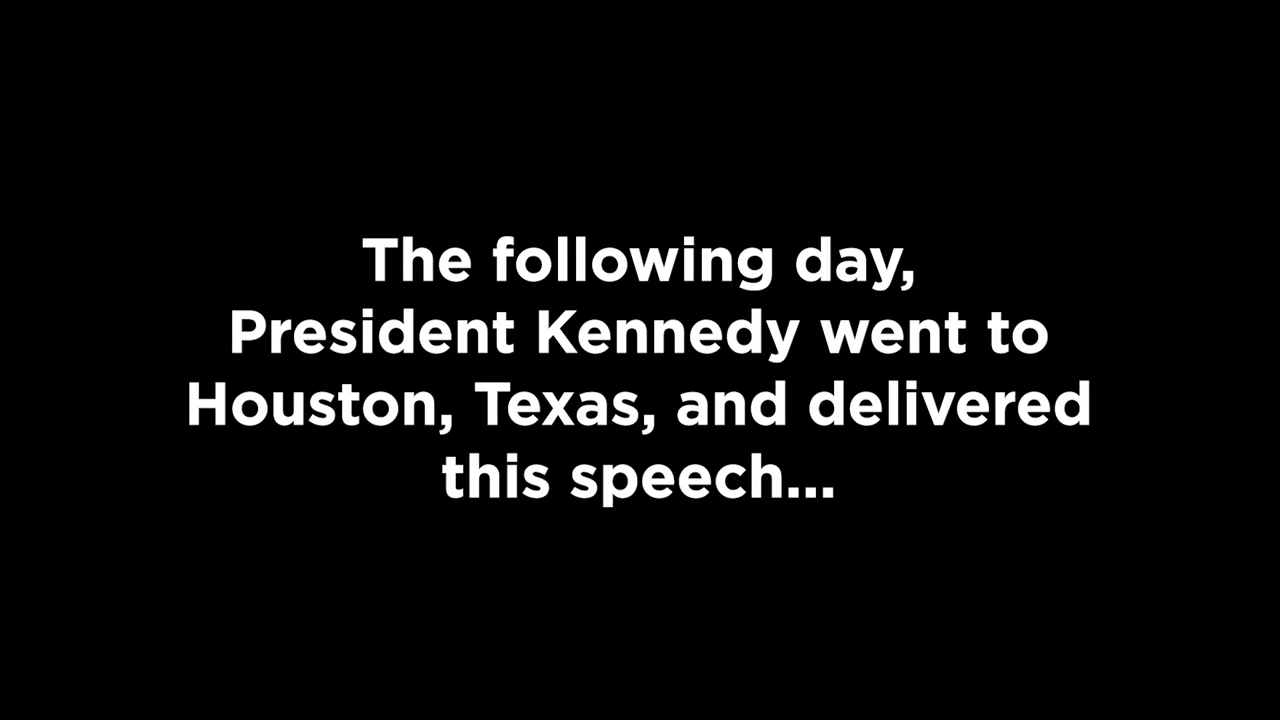 The following day,
President Kennedy went to
Houston, Texas, and delivered
this speech...